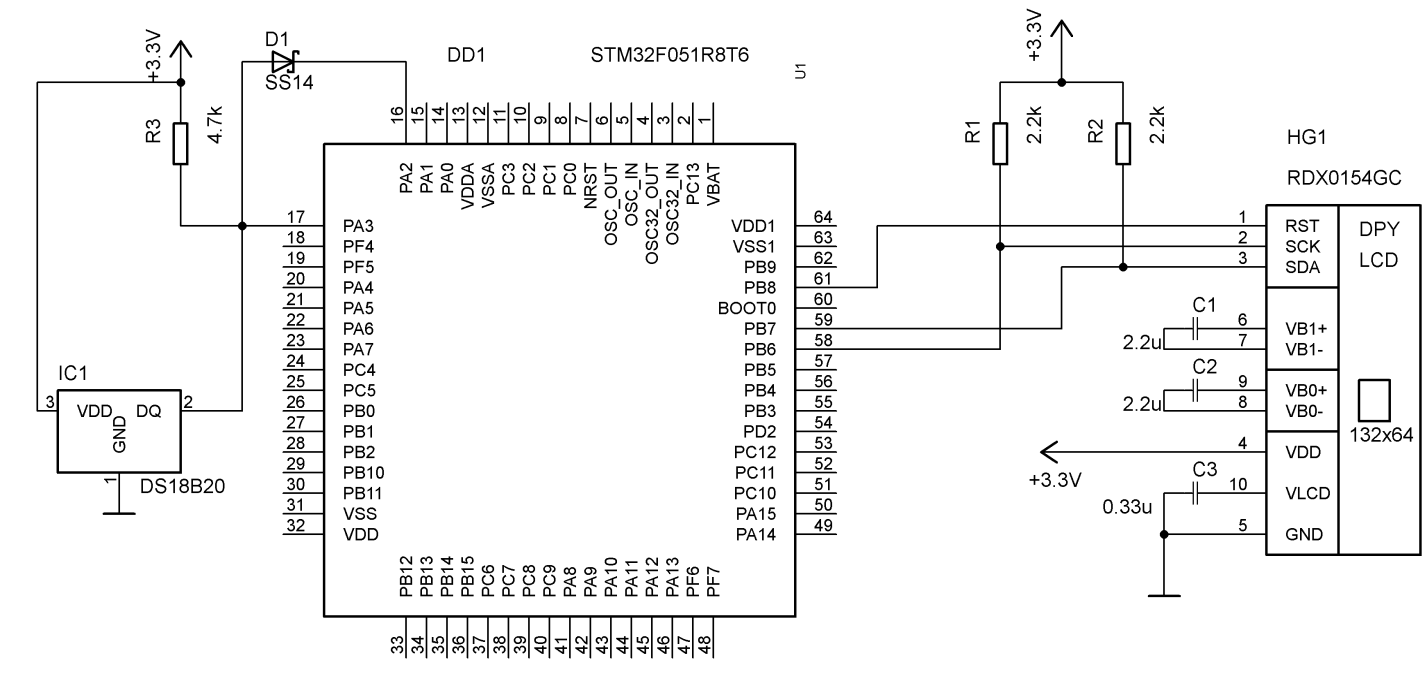 +3.3V
D1
SS14
R3
4.7k
DD1
STM32F051R8T6
U1
+3.3V
R1
2.2k
R2
2.2k
HG1
RDX0154GC
16 15 14 13 12 11 10 9 8 7 6 5 4 3 2 1
PA2 PA1 PA0 VDDA VSSA PC3 PC2 PC1 PC0 NRST OSC_OUT OSC_IN OSC32_OUT OSC32_IN PC13 VBAT
17 PA3
18 PF4
19 PF5
20 PA4
21 PA5
22 PA6
23 PA7
24 PC4
25 PC5
26 PB0
27 PB1
28 PB2
29 PB10
30 PB11
31 VSS
32 VDD
VDD1 64
VSS1 63
PB9 62
PB8 61
BOOT0 60
PB7 59
PB6 58
PB5 57
PB4 56
PB3 55
PD2 54
PC12 53
PC11 52
PC10 51
PA15 50
PA14 49
PB12 PB13 PB14 PB15 PC6 PC7 PC8 PC9 PA8 PA9 PA10 PA11 PA12 PA13 PF6 PF7
33 34 35 36 37 38 39 40 41 42 43 44 45 46 47 48
IC1
3 VDD DQ 2
GND
1
DS18B20
1 RST DPY
2 SCK
3 SDA LCD
C1
6 VB1+
2.2u 7 VB1-
C2
9 VB0+
2.2u 8 VB0-
132x64
4 VDD
+3.3V
C3
10 VLCD
0.33u
5 GND